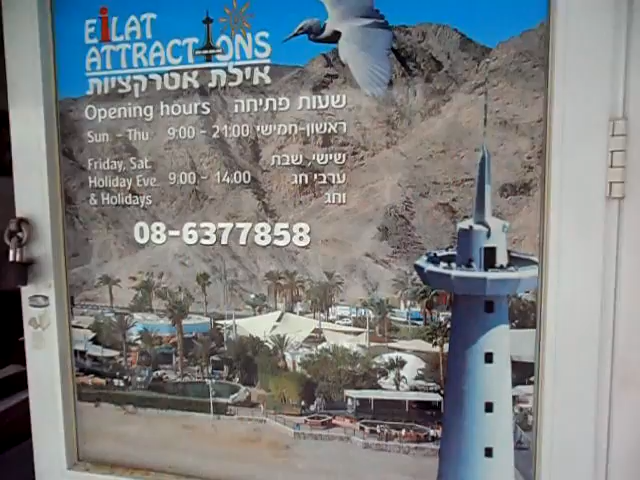 EiLAT
ATTRACTIONS
אילת אטרקציות
Opening hours שעות פתיחה
Sun - Thu 9:00 - 21:00 ראשון-חמישי
Friday, Sat. שישי, שבת
Holiday Eve. 9:00 - 14:00 ערבי חג
& Holidays וחג
08-6377858